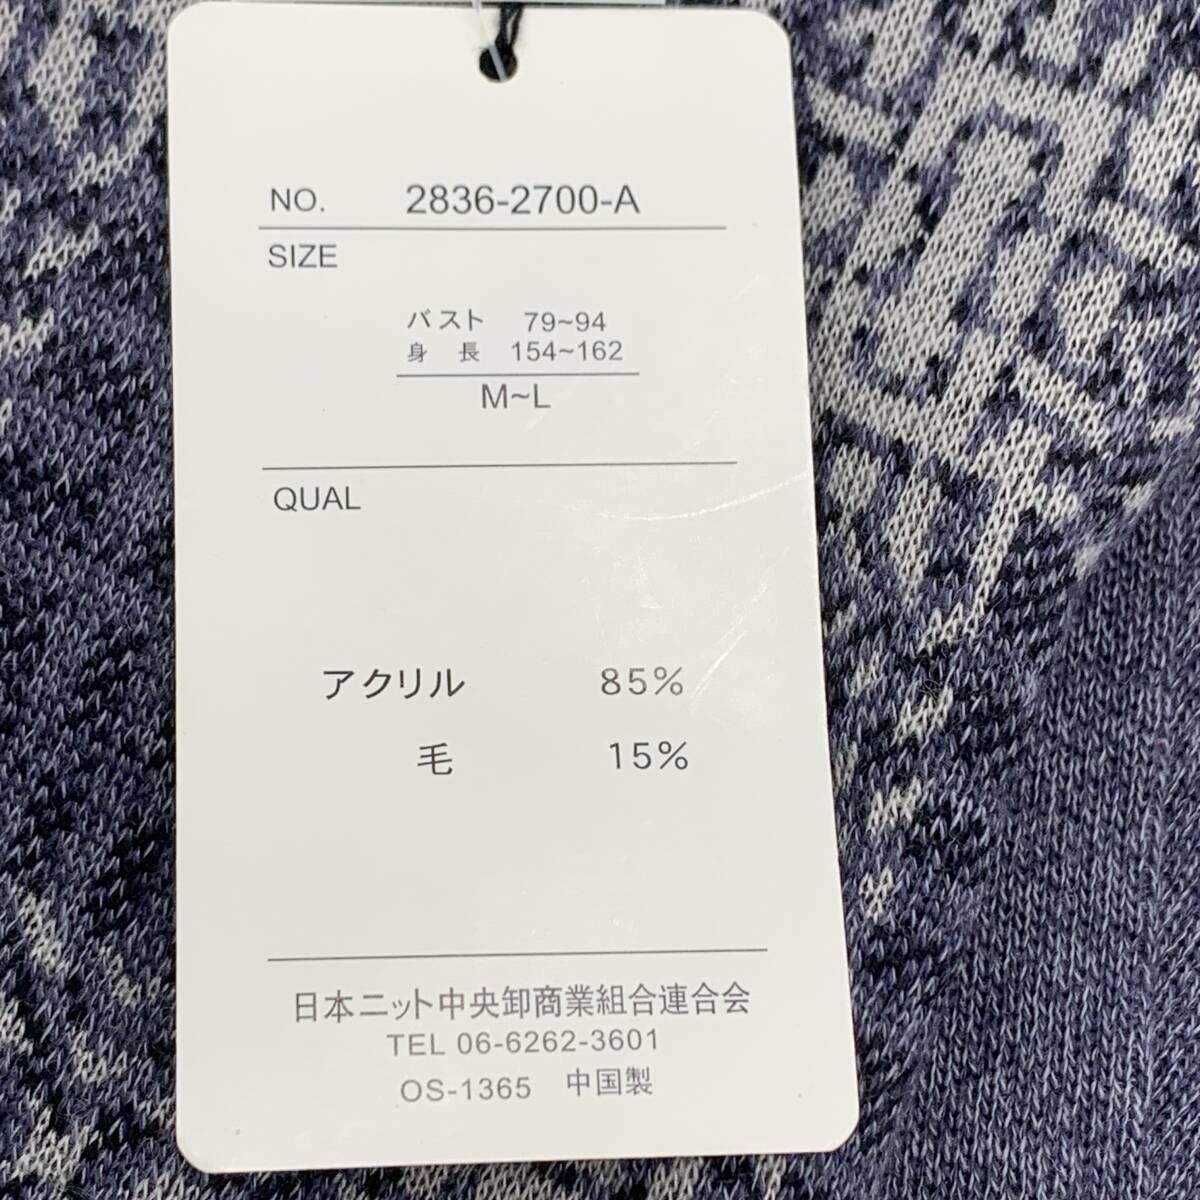 NO. 2836-2700-A
SIZE
バスト 79~94
身 長 154~162
M~L
QUAL
アクリル 85%
毛 15%
日本ニット中央卸商業組合連合会
TEL 06-6262-3601
OS-1365 中国製